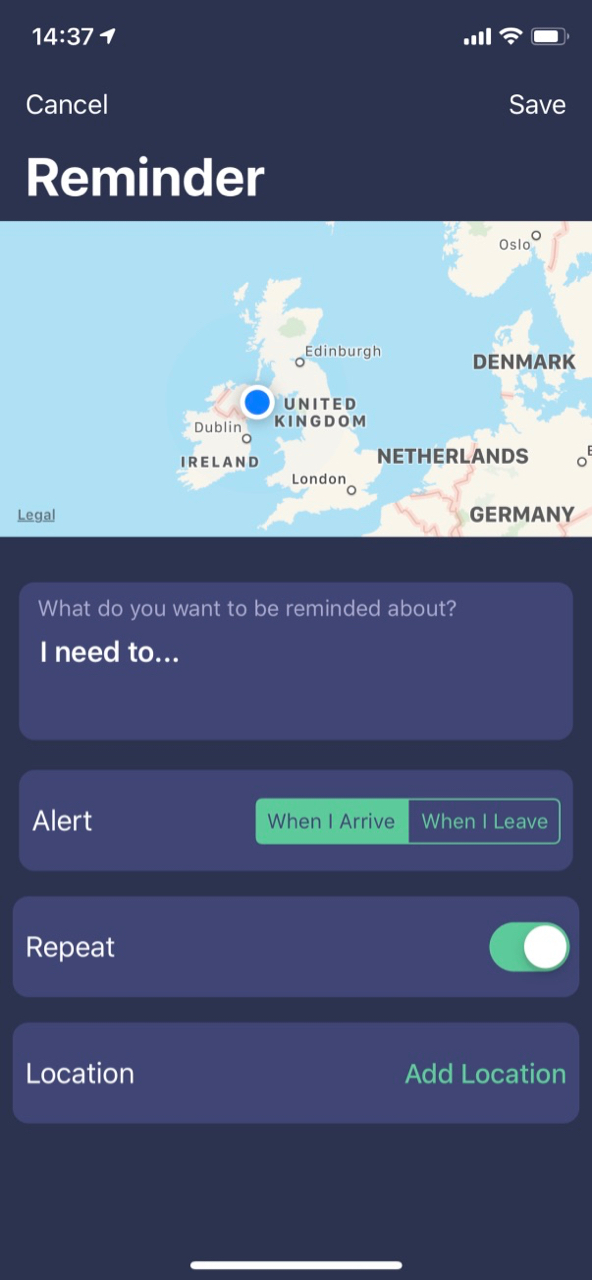 14:37
Cancel
Save
Reminder
Oslo
Edinburgh
DENMARK
UNITED
KINGDOM
Dublin
NETHERLANDS
IRELAND
London
Legal
GERMANY
What do you want to be reminded about?
I need to...
Alert
When I Arrive
When I Leave
Repeat
Location
Add Location